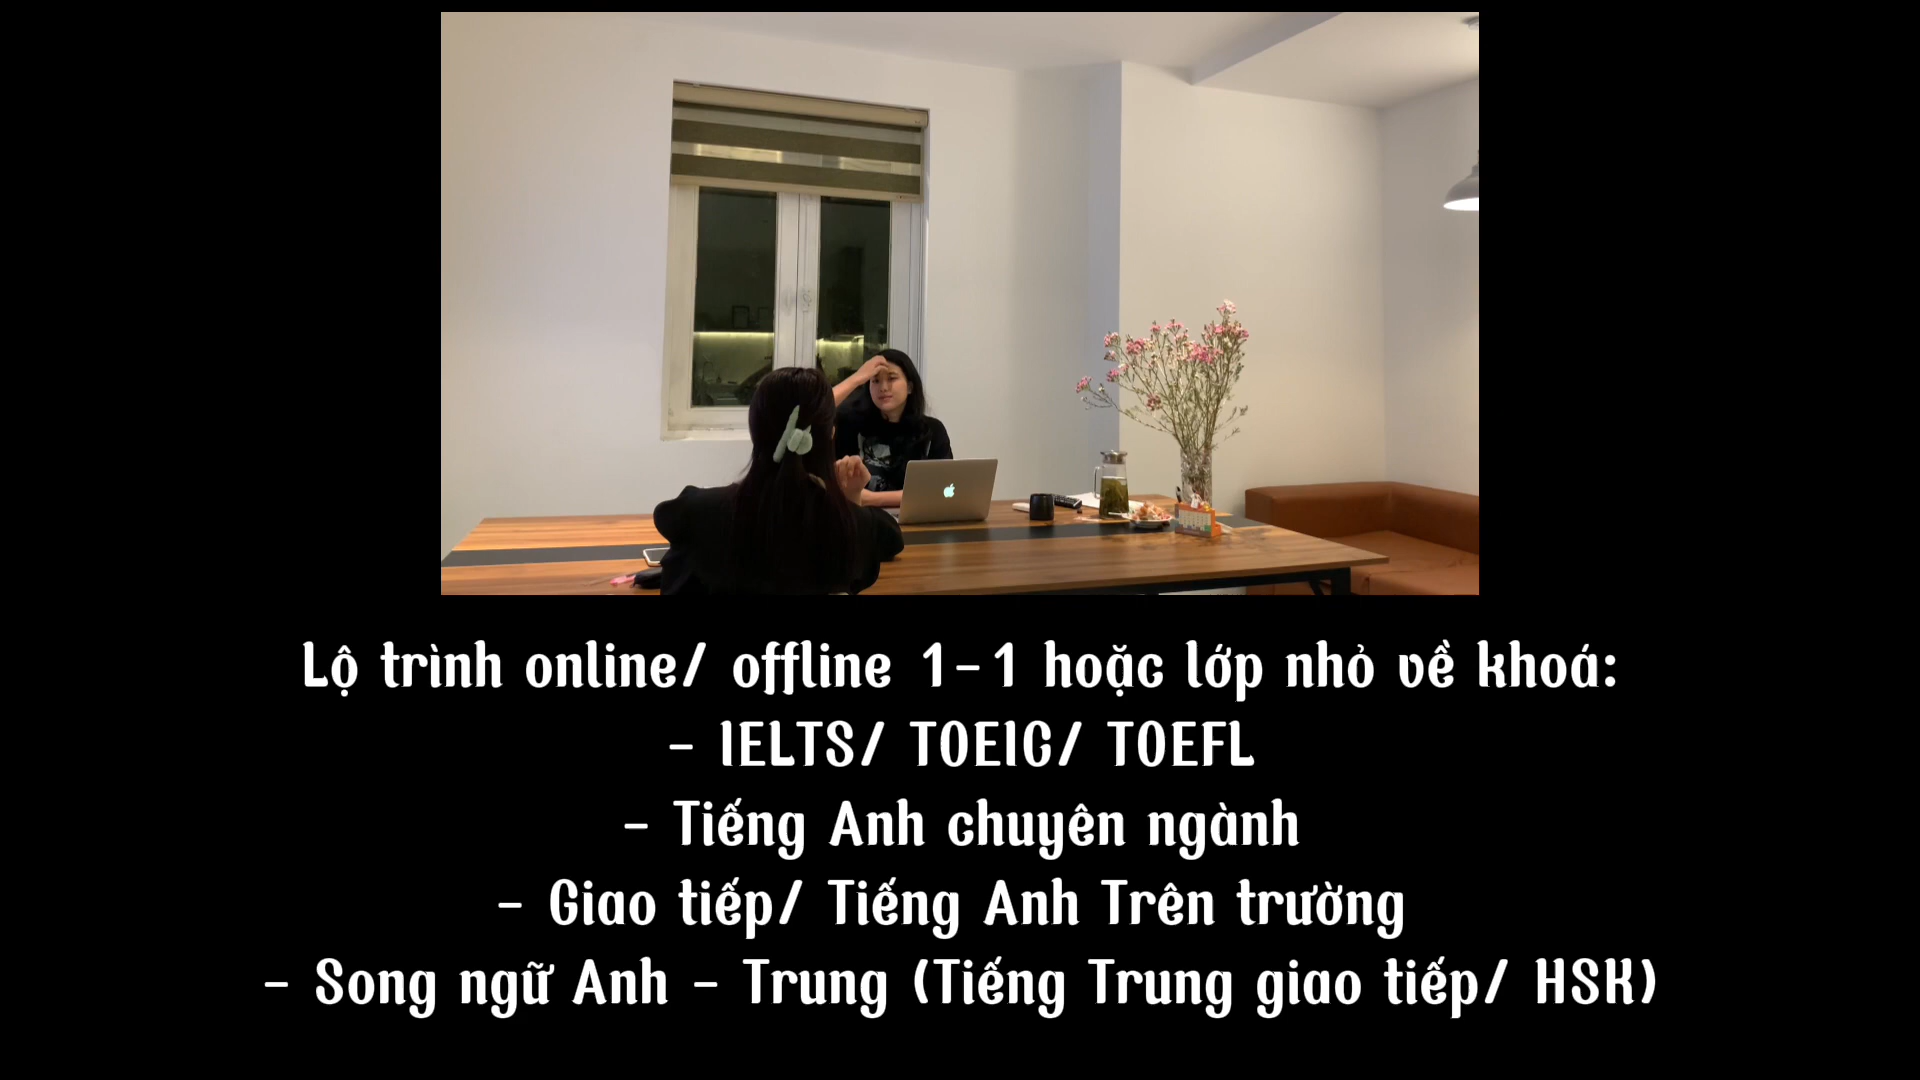 Lộ trình online/ offline 1-1 hoặc lớp nhỏ về khoá:
- IELTS/ TOEIC/ TOEFL
- Tiếng Anh chuyên ngành
- Giao tiếp/ Tiếng Anh Trên trường
- Song ngữ Anh - Trung (Tiếng Trung giao tiếp/ HSK)